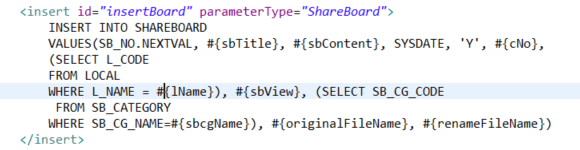 <insert id="insertBoard" parameterType="ShareBoard">
INSERT INTO SHAREBOARD
VALUES(SB_NO.NEXTVAL, #{sbTitle}, #{sbContent}, SYSDATE, 'Y', #{cNo},
(SELECT L_CODE
FROM LOCAL
WHERE L_NAME = #{lName}), #{sbView}, (SELECT SB_CG_CODE
FROM SB_CATEGORY
WHERE SB_CG_NAME=#{sbcgName}), #{originalFileName}, #{renameFileName})
</insert>